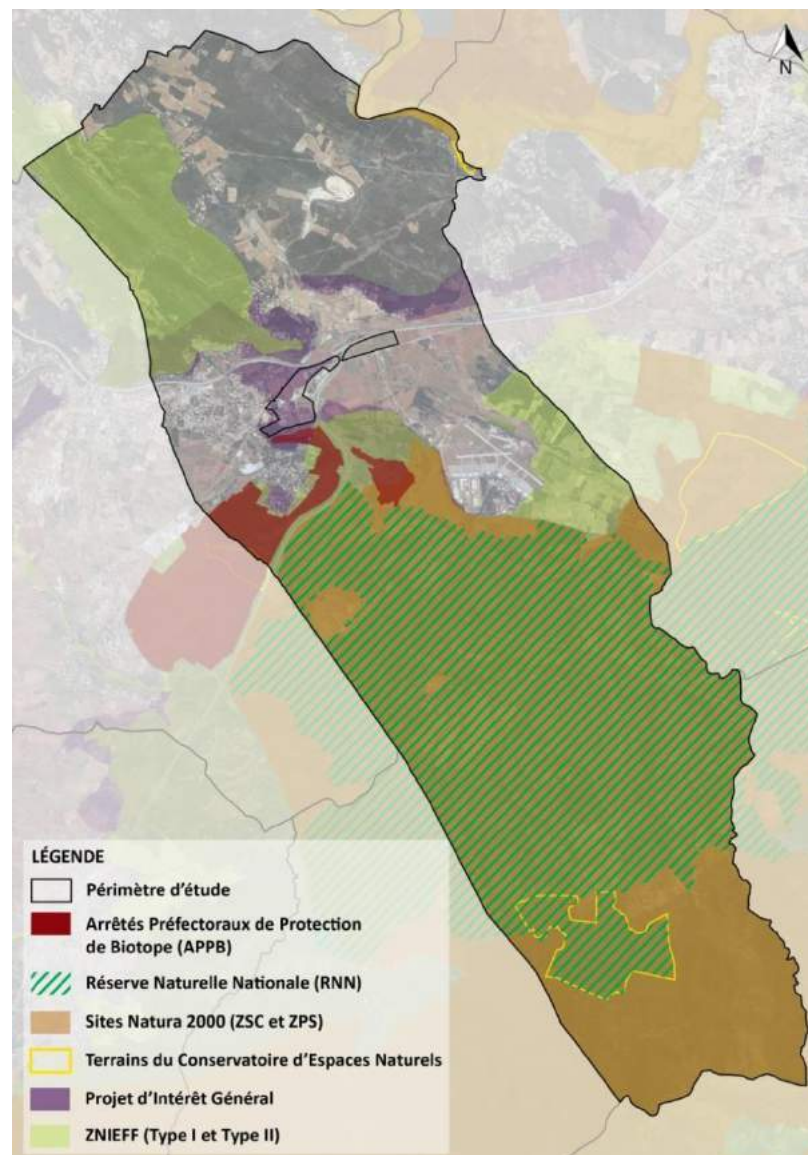 N
LÉGENDE
Périmètre d'étude
Arrêtés Préfectoraux de Protection
de Biotope (APPB)
Réserve Naturelle Nationale (RNN)
Sites Natura 2000 (ZSC et ZPS)
Terrains du Conservatoire d'Espaces Naturels
Projet d'Intérêt Général
ZNIEFF (Type I et Type II)